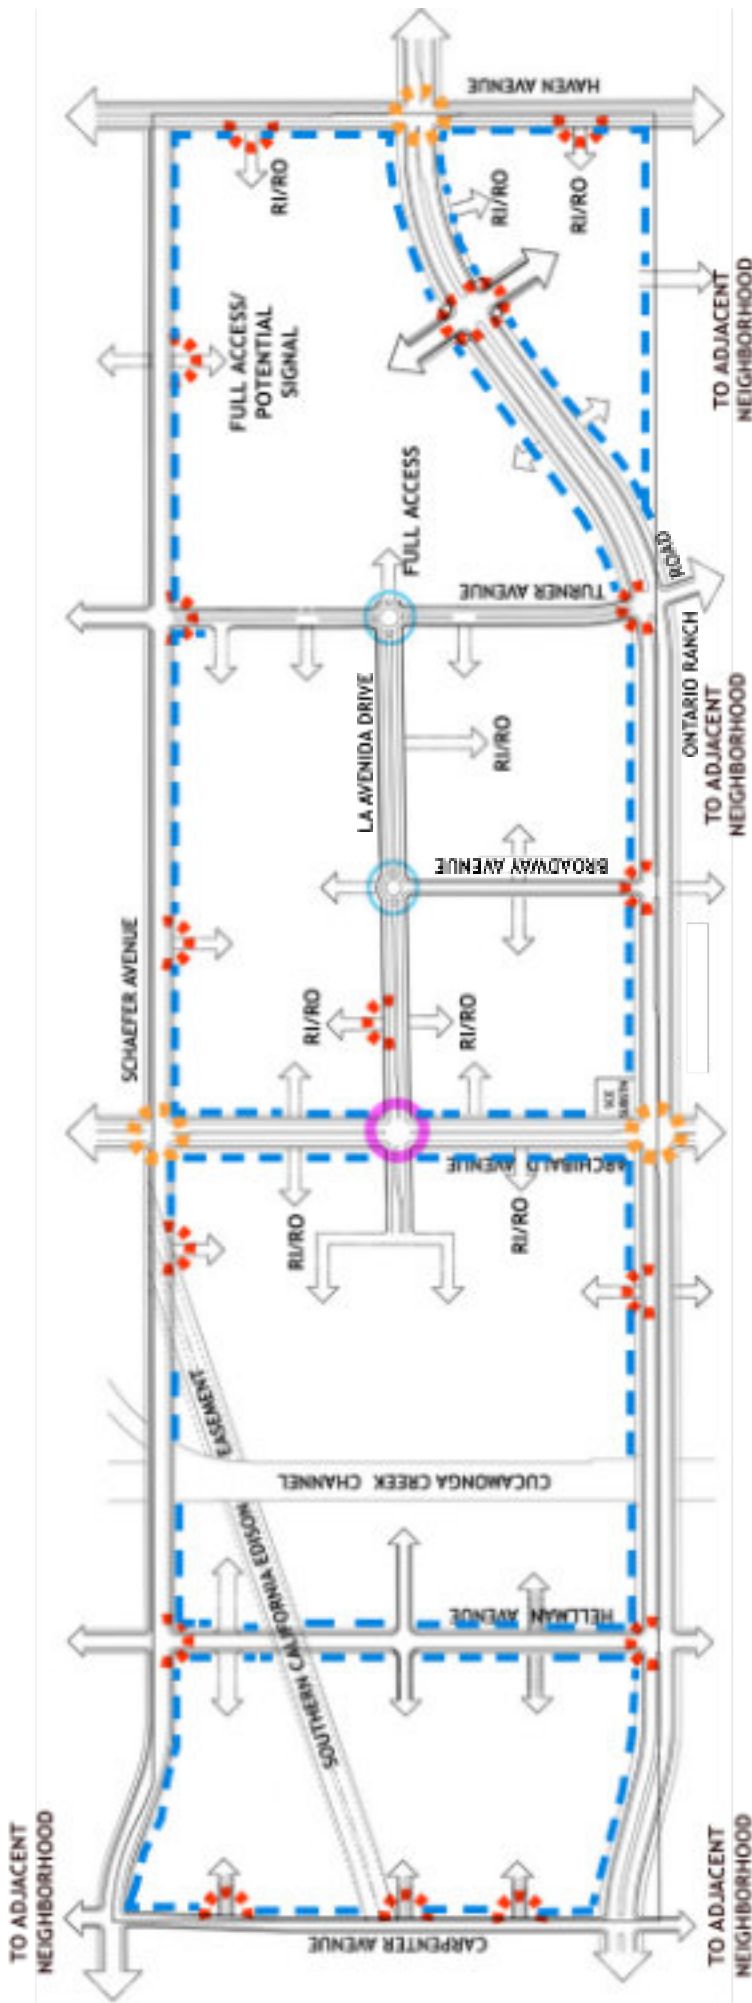 HAVEN AVENUE
RI/RO
RI/RO
RI/RO
FULL ACCESS/
POTENTIAL
SIGNAL
TO ADJACENT
NEIGHBORHOOD
FULL ACCESS
TURNER AVENUE
ONTARIO RANCH
ROAD
LA AVENIDA DRIVE
RI/RO
TO ADJACENT
NEIGHBORHOOD
BROADWAY AVENUE
SCHAEFER AVENUE
RI/RO
RI/RO
SCE
SUBSTN
ARCHIBALD AVENUE
RI/RO
RI/RO
EASEMENT
CUCAMONGA CREEK CHANNEL
SOUTHERN CALIFORNIA EDISON
HELLMAN AVENUE
TO ADJACENT
NEIGHBORHOOD
CARPENTER AVENUE
TO ADJACENT
NEIGHBORHOOD